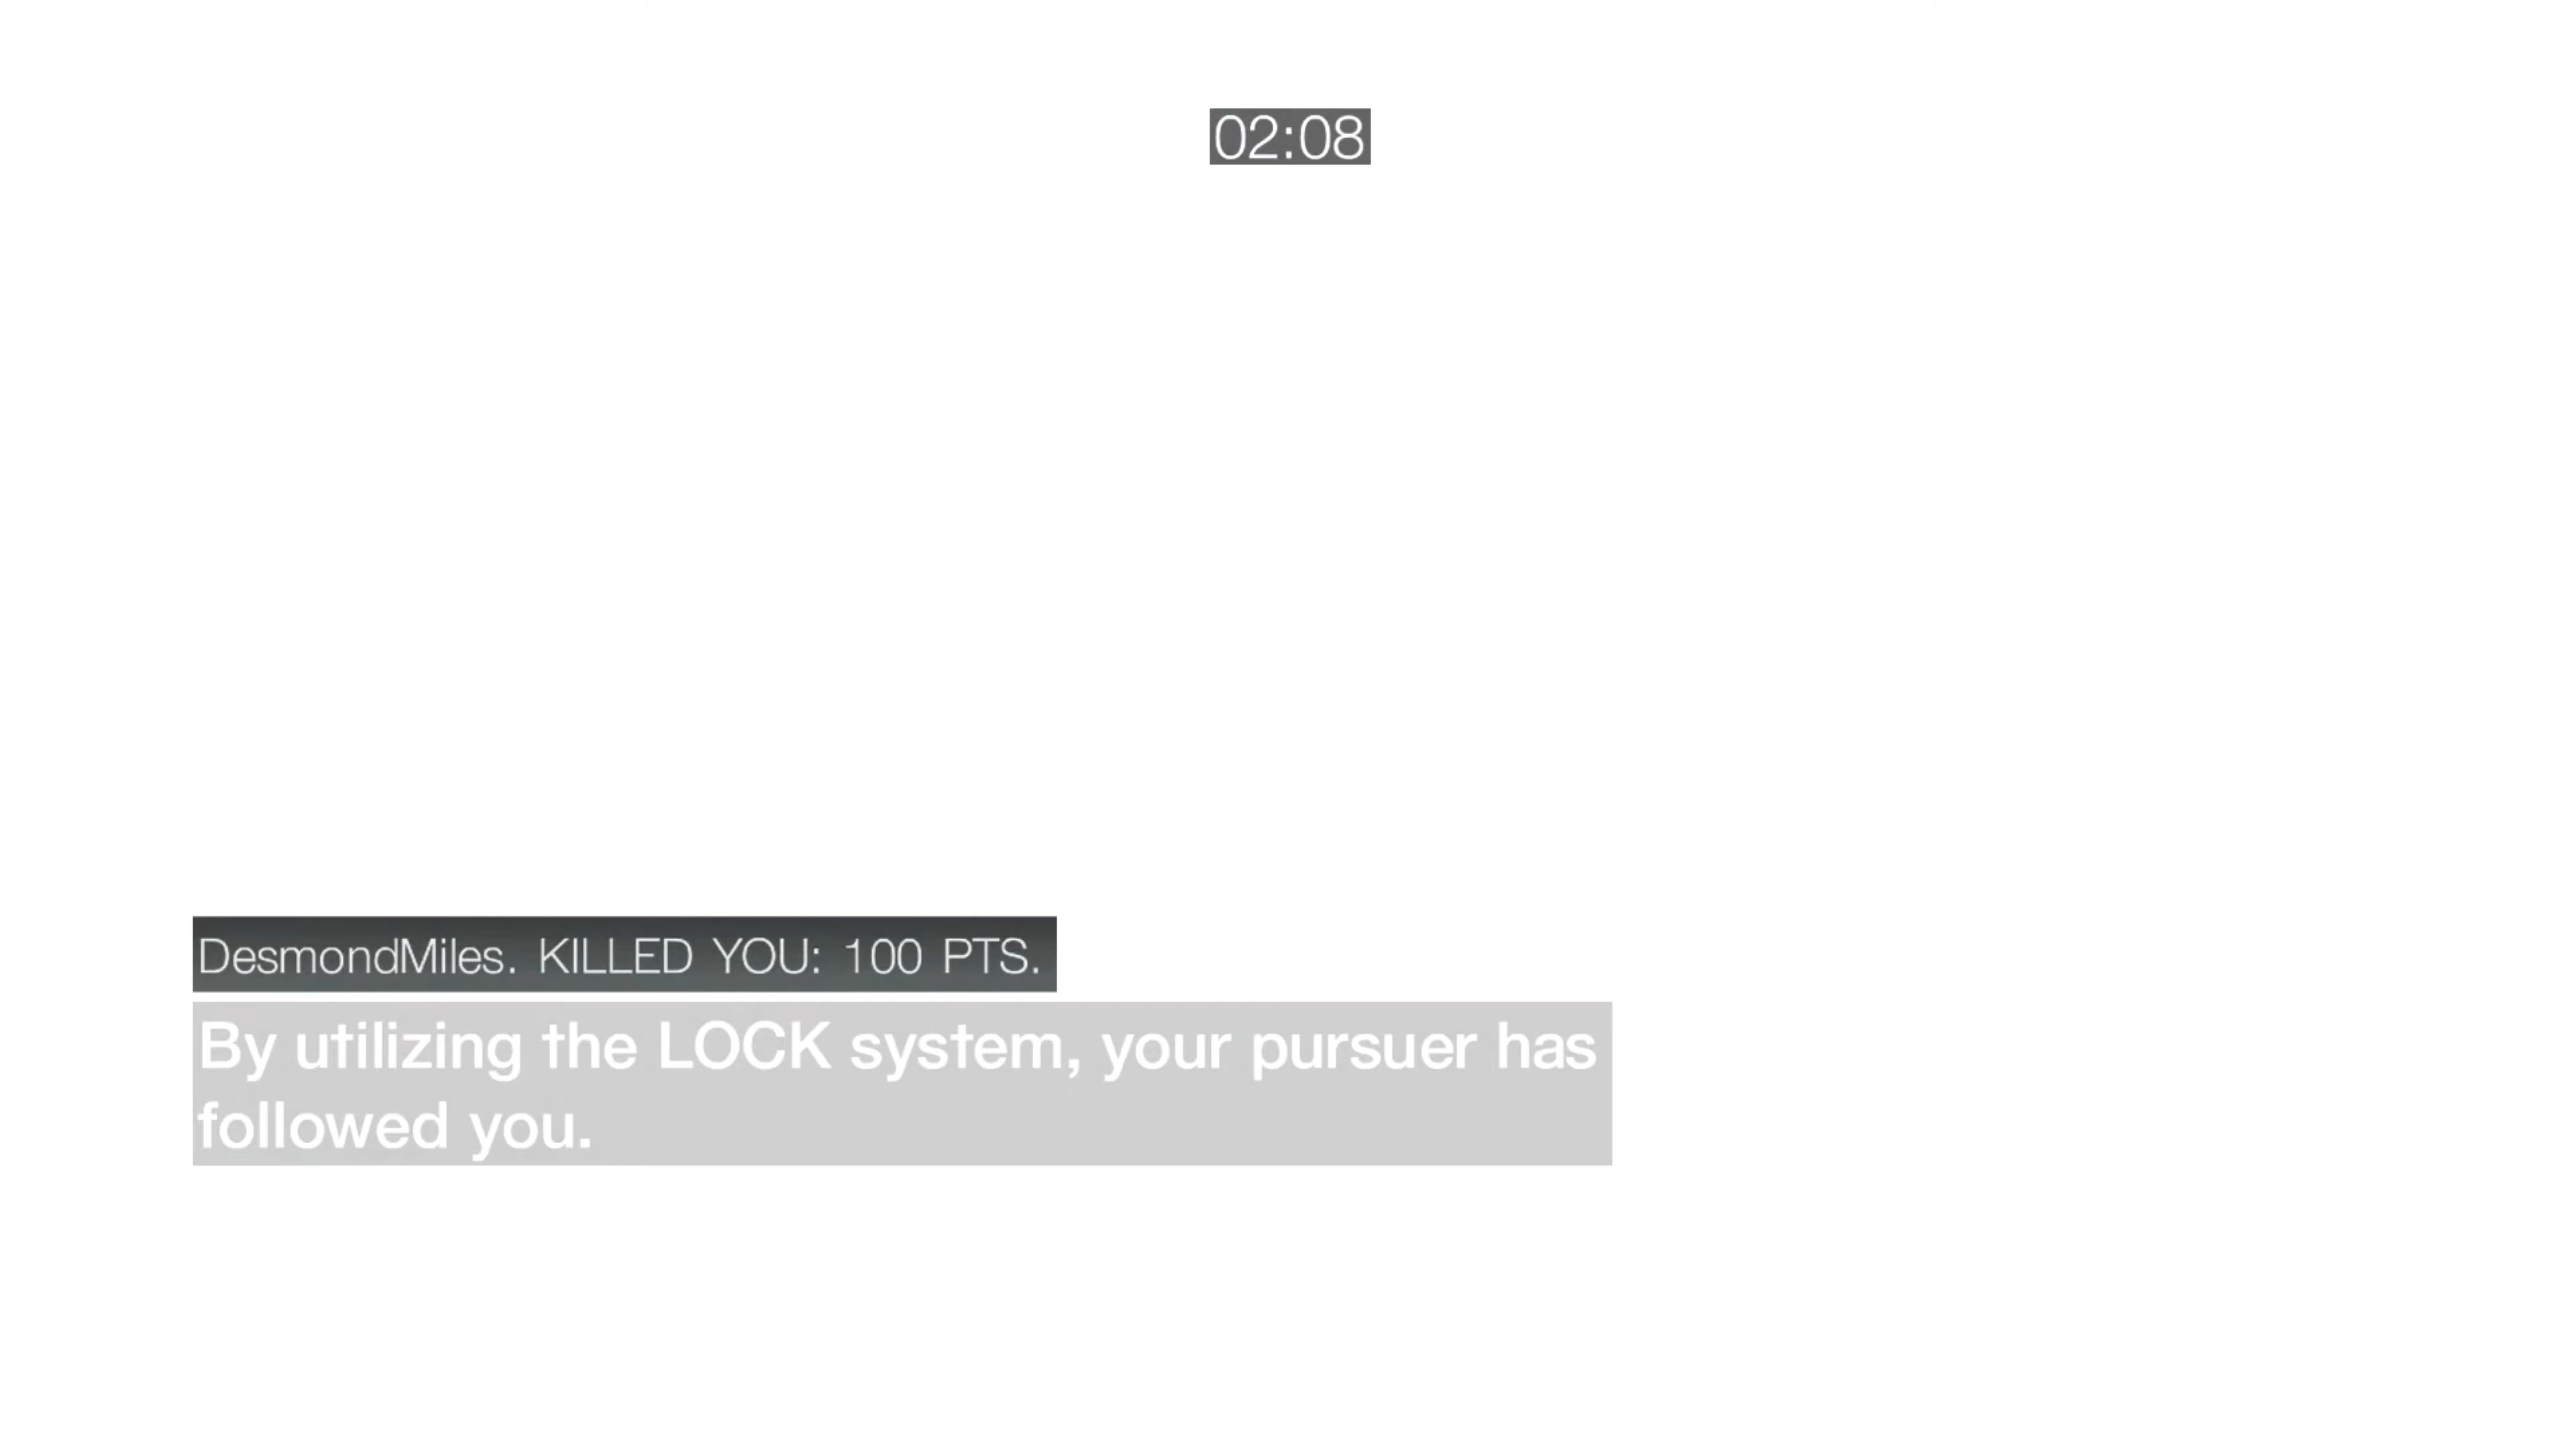 02:08
DesmondMiles. KILLED YOU: 100 PTS.
By utilizing the LOCK system, your pursuer has
followed you.